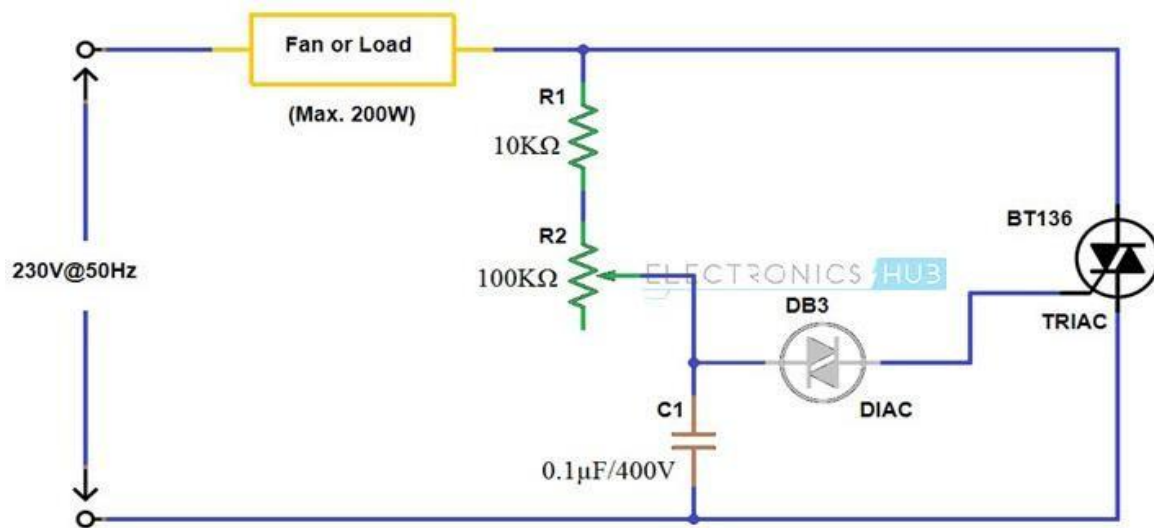 Fan or Load
(Max. 200W)
R1
10KΩ
R2
100KΩ
230V@50Hz
ELECTRONICS HUB
BT136
TRIAC
DB3
DIAC
C1
0.1µF/400V